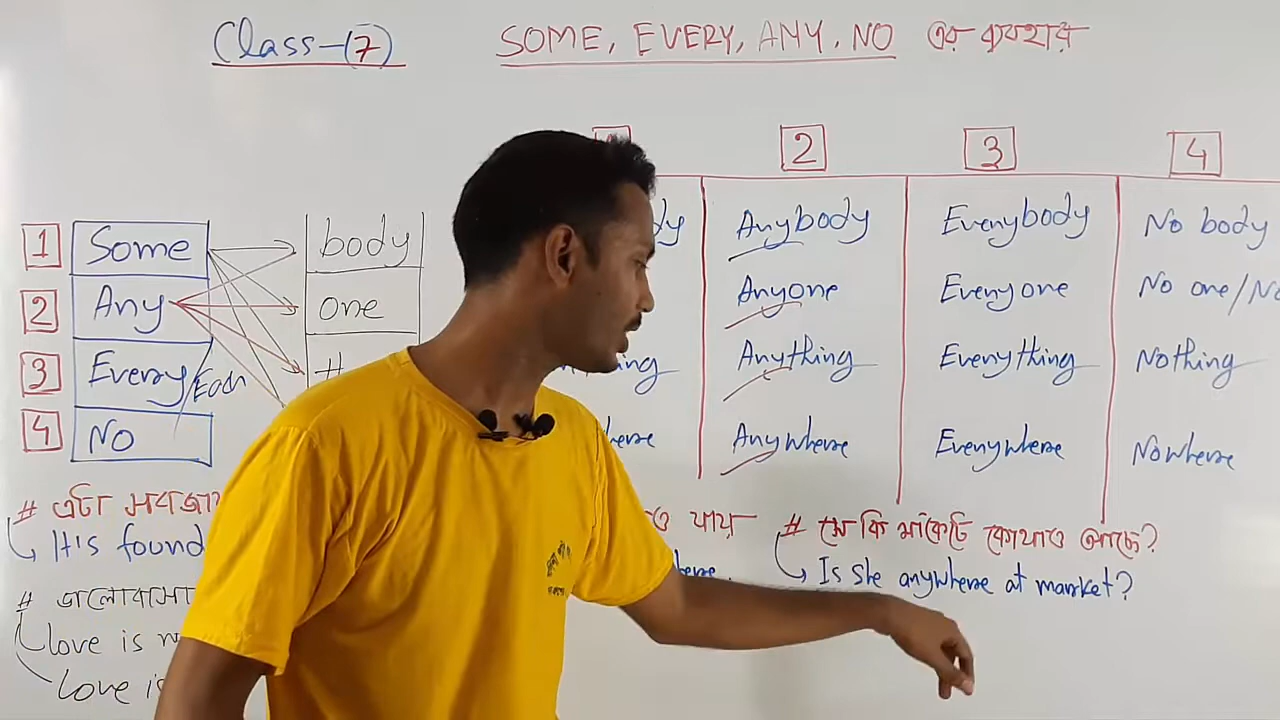 Class-(7)
SOME, EVERY, ANY, NO এর ব্যবহার
1 Some
2 Any
3 Every/Each
4 No
body
one
2
Anybody
Anyone
Anything
Anywhere
3
Everybody
Everyone
Everything
Everywhere
4
No body
No one/
Nothing
Nowhere
# এটা
It's found
# সে কি মার্কেটে কোথাও আছে?
Is she anywhere at market?
# ভালোবাসা
love is
Love is